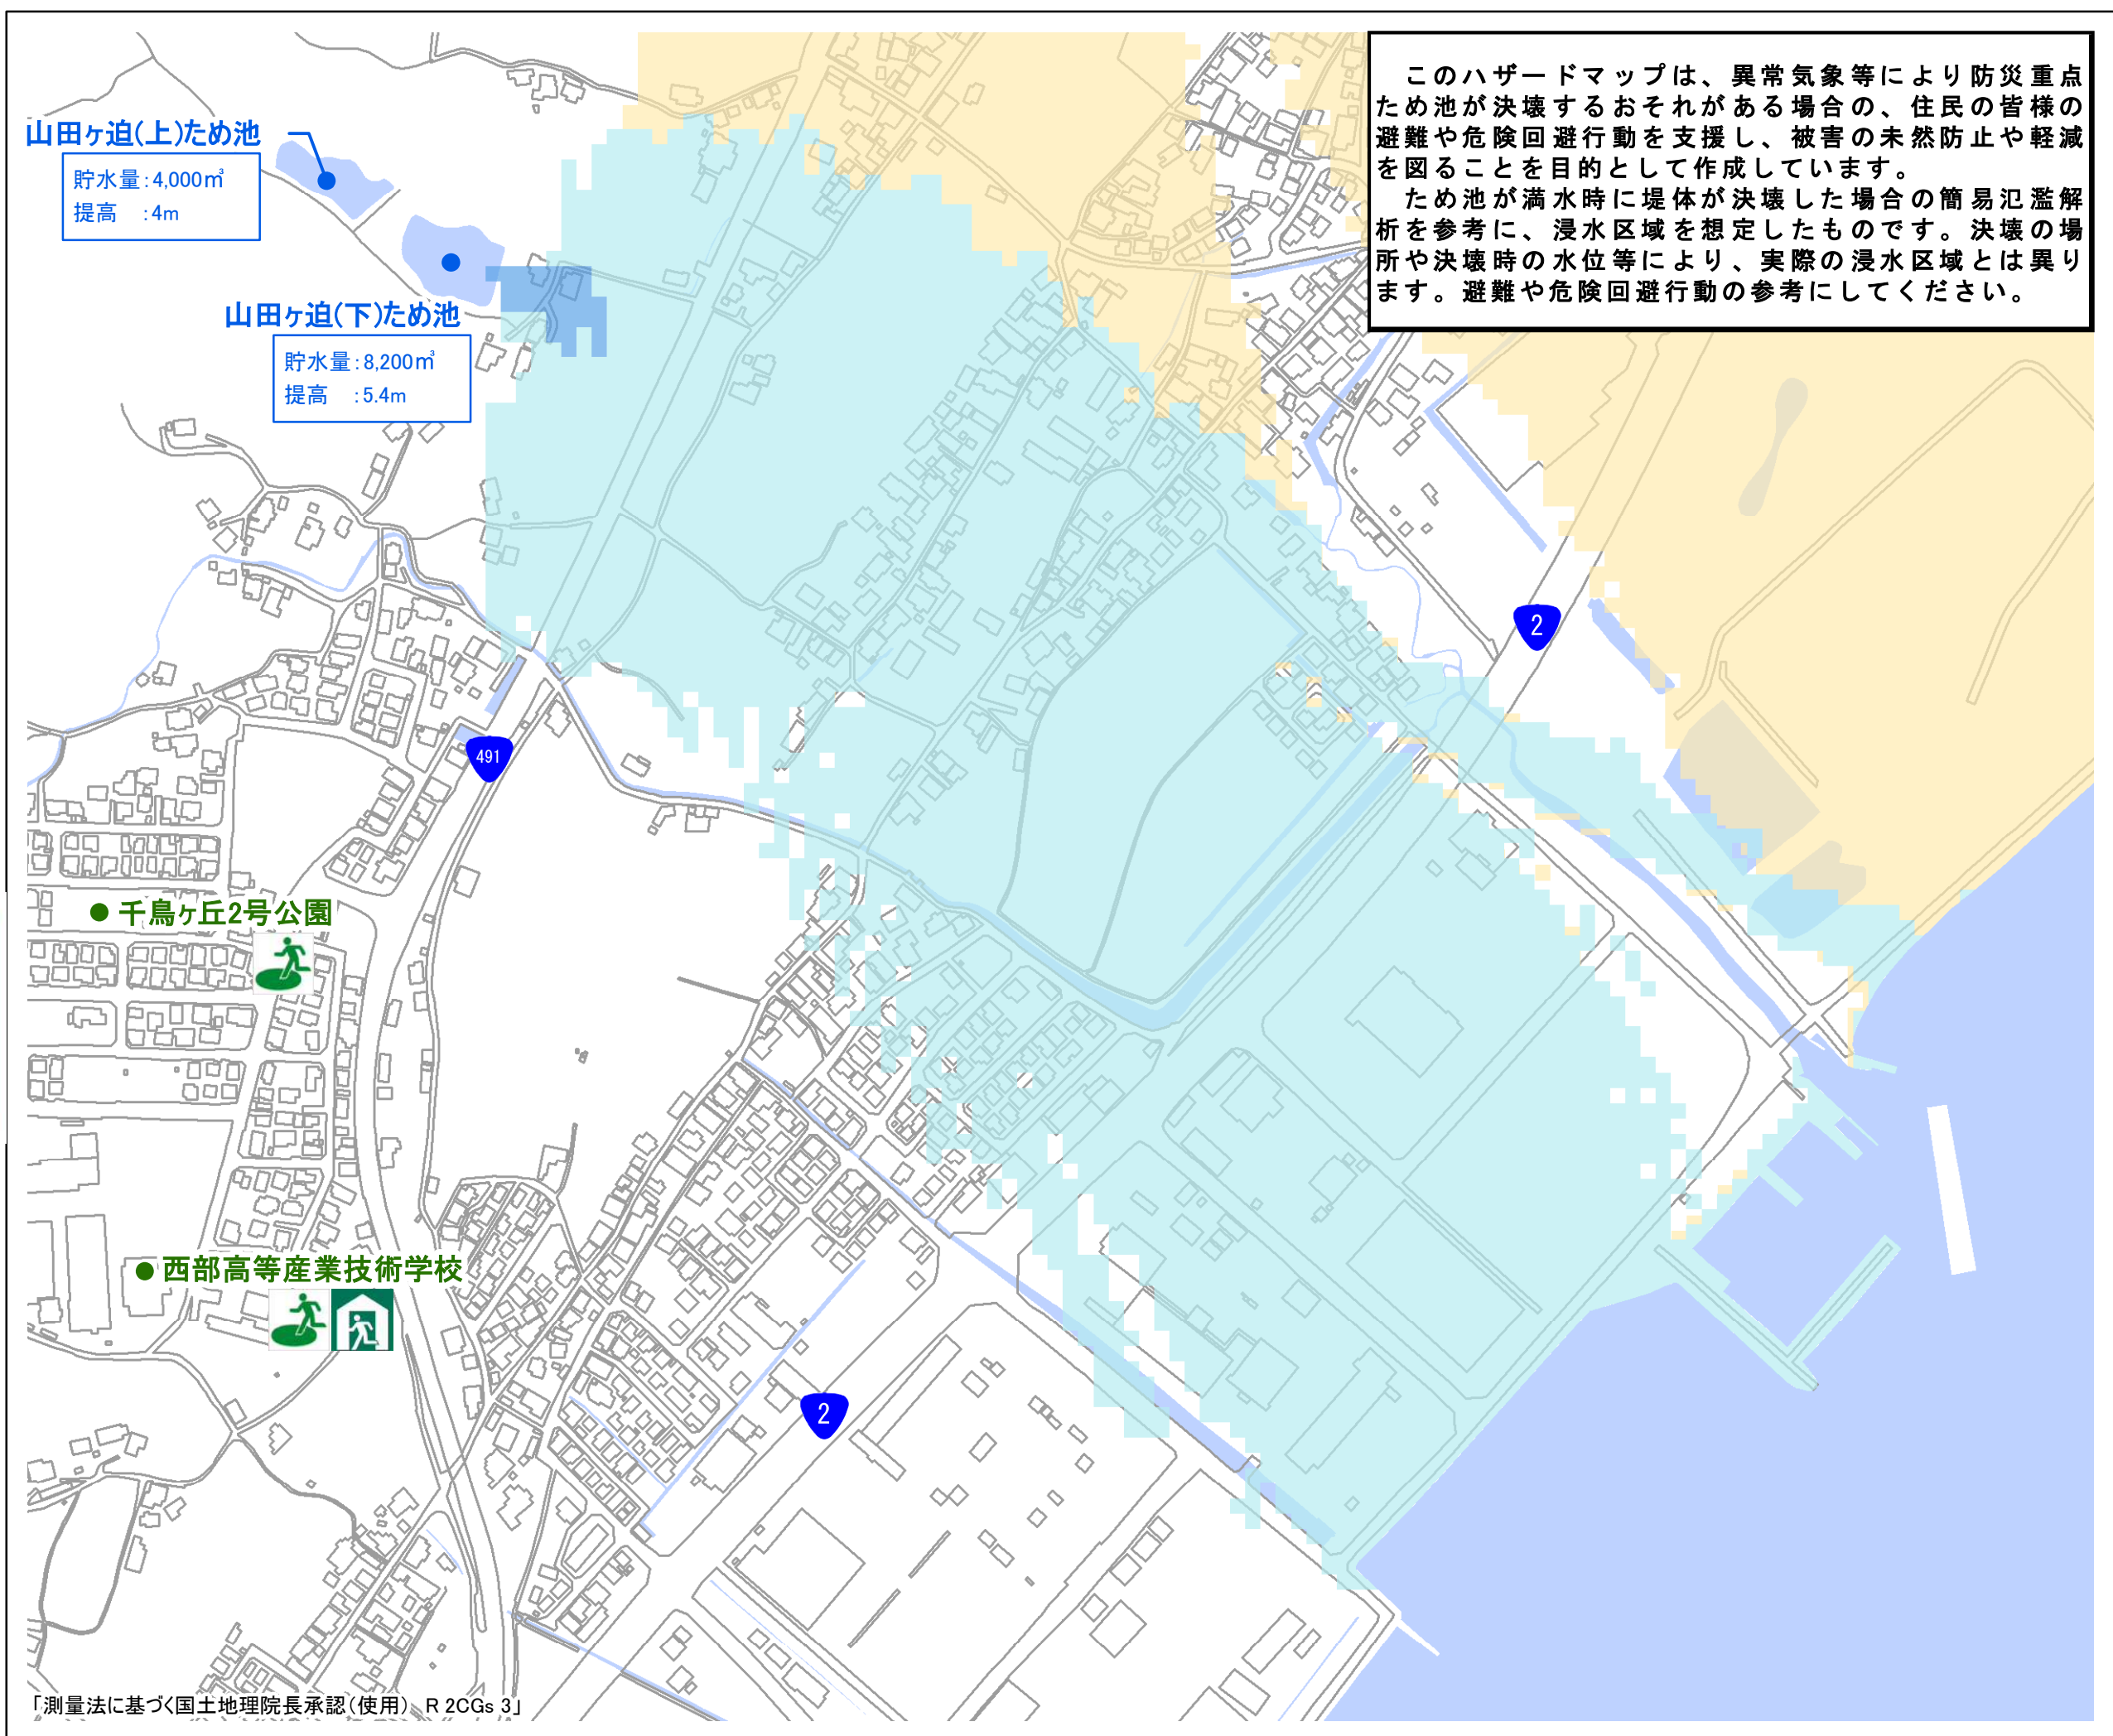 このハザードマップは、異常気象等により防災重点
ため池が決壊するおそれがある場合の、住民の皆様の
避難や危険回避行動を支援し、被害の未然防止や軽減
を図ることを目的として作成しています。
ため池が満水時に堤体が決壊した場合の簡易氾濫解
析を参考に、浸水区域を想定したものです。決壊の場
所や決壊時の水位等により、実際の浸水区域とは異り
ます。避難や危険回避行動の参考にしてください。
山田ヶ迫(上)ため池
貯水量:4,000㎥
提高 :4m
山田ヶ迫(下)ため池
貯水量:8,200㎥
提高 :5.4m
2
491
千鳥ヶ丘2号公園
西部高等産業技術学校
2
「測量法に基づく国土地理院長承認(使用) R 2CGs 3」